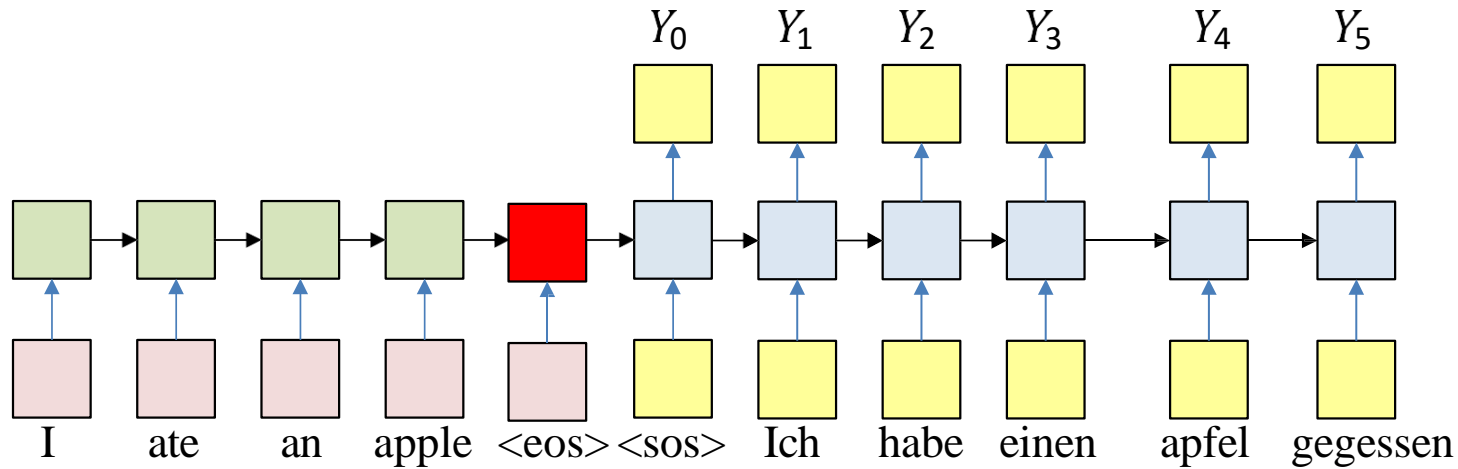 Y₀ Y₁ Y₂ Y₃ Y₄ Y₅
I ate an apple <eos> <sos> Ich habe einen apfel gegessen